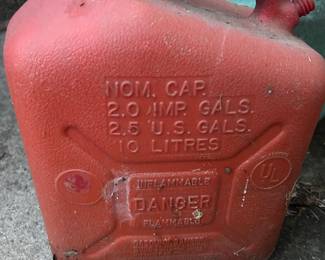 NOM. CAP.
2.0 IMP. GALS.
2.5 U.S. GALS.
10 LITRES
INFLAMMABLE
DANGER
FLAMMABLE
UL